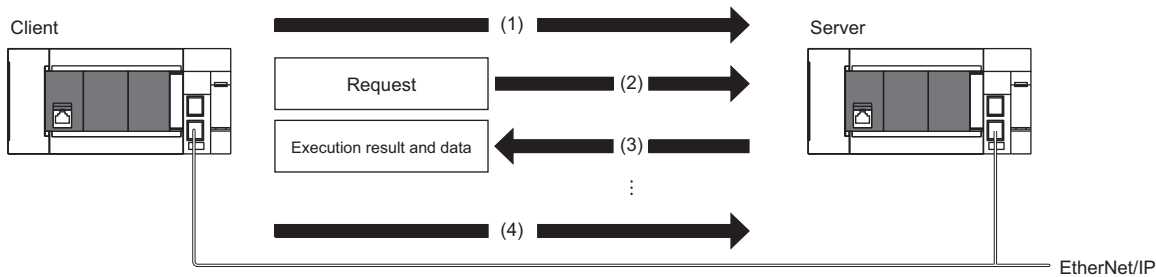 Client
(1)
Server
Request
(2)
Execution result and data
(3)
⋮
(4)
EtherNet/IP